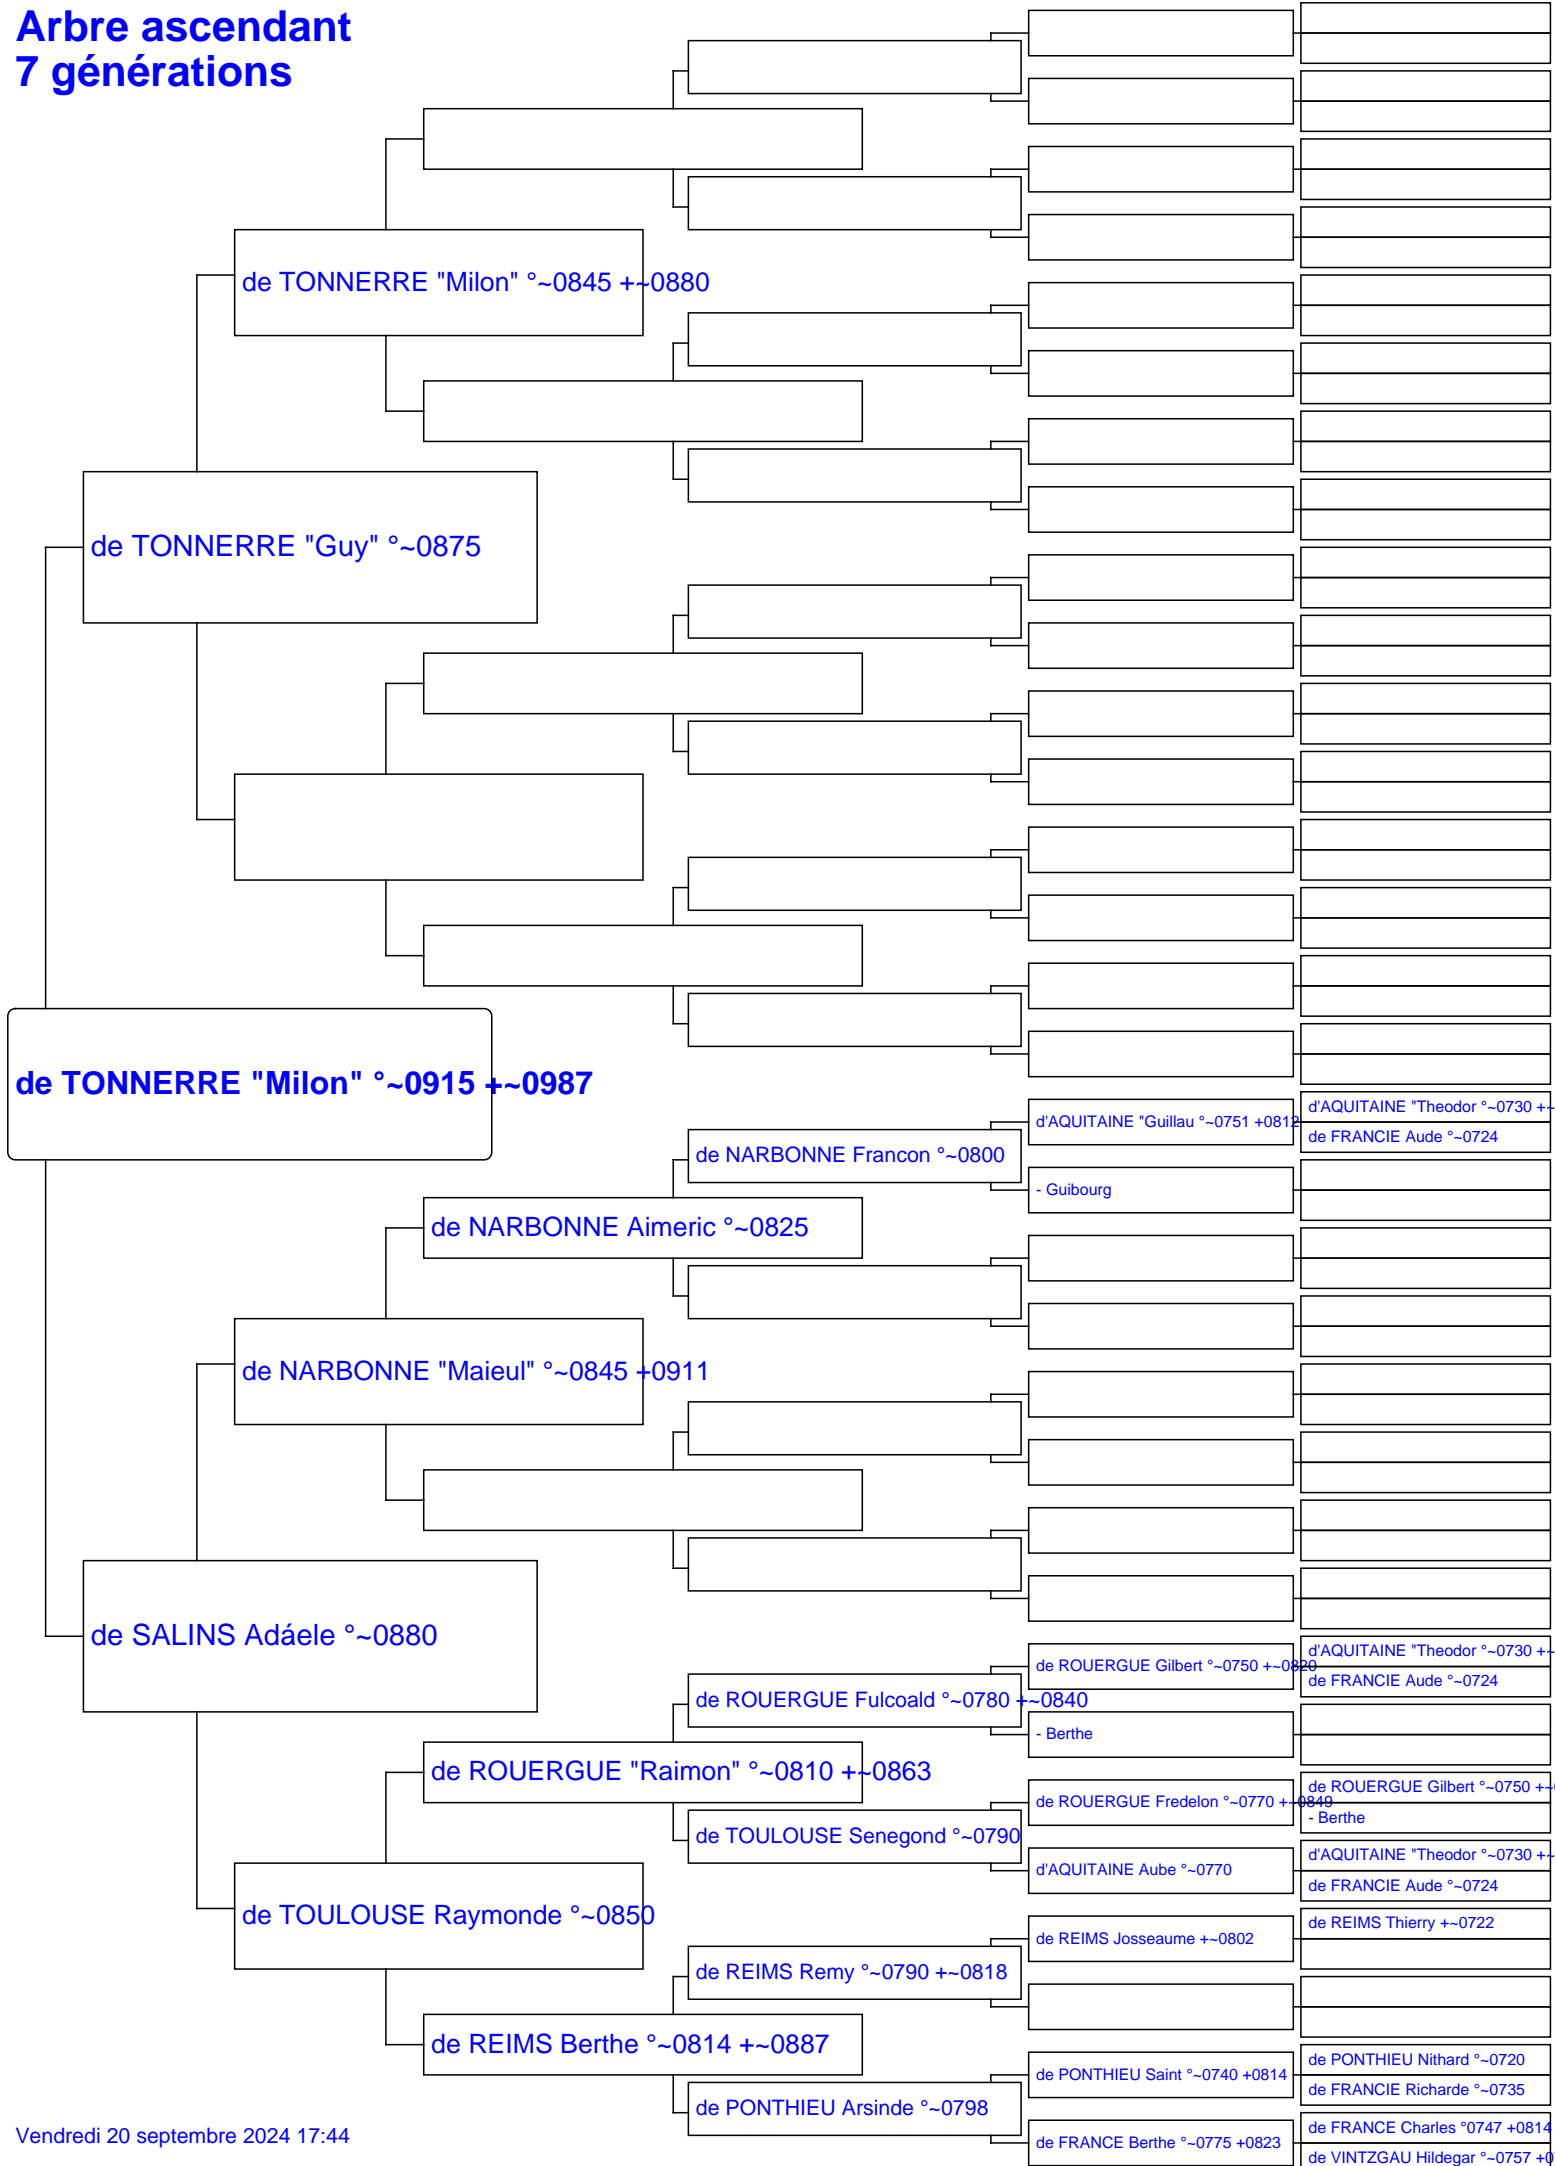 Arbre ascendant
7 générations
de TONNERRE "Milon" °~0845 +~0880
de TONNERRE "Guy" °~0875
de TONNERRE "Milon" °~0915 +~0987
d'AQUITAINE "Theodor °~0730 +~
d'AQUITAINE "Guillau °~0751 +0812
de FRANCIE Aude °~0724
de NARBONNE Francon °~0800
- Guibourg
de NARBONNE Aimeric °~0825
de NARBONNE "Maieul" °~0845 +0911
de SALINS Adáele °~0880
d'AQUITAINE "Theodor °~0730 +~
de ROUERGUE Gilbert °~0750 +~0820
de FRANCIE Aude °~0724
de ROUERGUE Fulcoald °~0780 +~0840
- Berthe
de ROUERGUE "Raimon" °~0810 +~0863
de ROUERGUE Gilbert °~0750 +~
de ROUERGUE Fredelon °~0770 +~0849
- Berthe
de TOULOUSE Senegond °~0790
d'AQUITAINE "Theodor °~0730 +~
d'AQUITAINE Aube °~0770
de FRANCIE Aude °~0724
de TOULOUSE Raymonde °~0850
de REIMS Thierry +~0722
de REIMS Josseaume +~0802
de REIMS Remy °~0790 +~0818
de REIMS Berthe °~0814 +~0887
de PONTHIEU Nithard °~0720
de PONTHIEU Saint °~0740 +0814
de FRANCIE Richarde °~0735
de PONTHIEU Arsinde °~0798
de FRANCE Charles °0747 +0814
de FRANCE Berthe °~0775 +0823
de VINTZGAU Hildegar °~0757 +0
Vendredi 20 septembre 2024 17:44